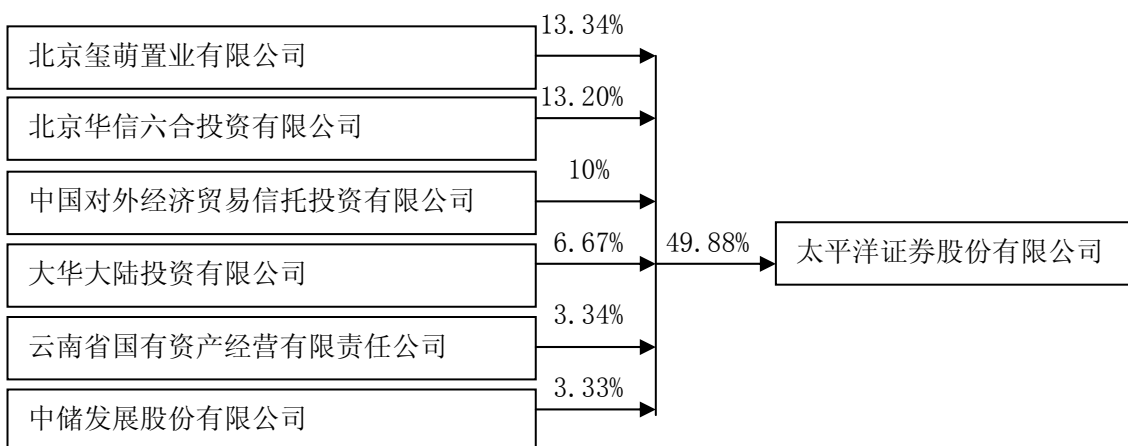 13.34%
北京玺萌置业有限公司
13.20%
北京华信六合投资有限公司
10%
中国对外经济贸易信托投资有限公司
6.67%
49.88%
大华大陆投资有限公司
太平洋证券股份有限公司
3.34%
云南省国有资产经营有限责任公司
3.33%
中储发展股份有限公司